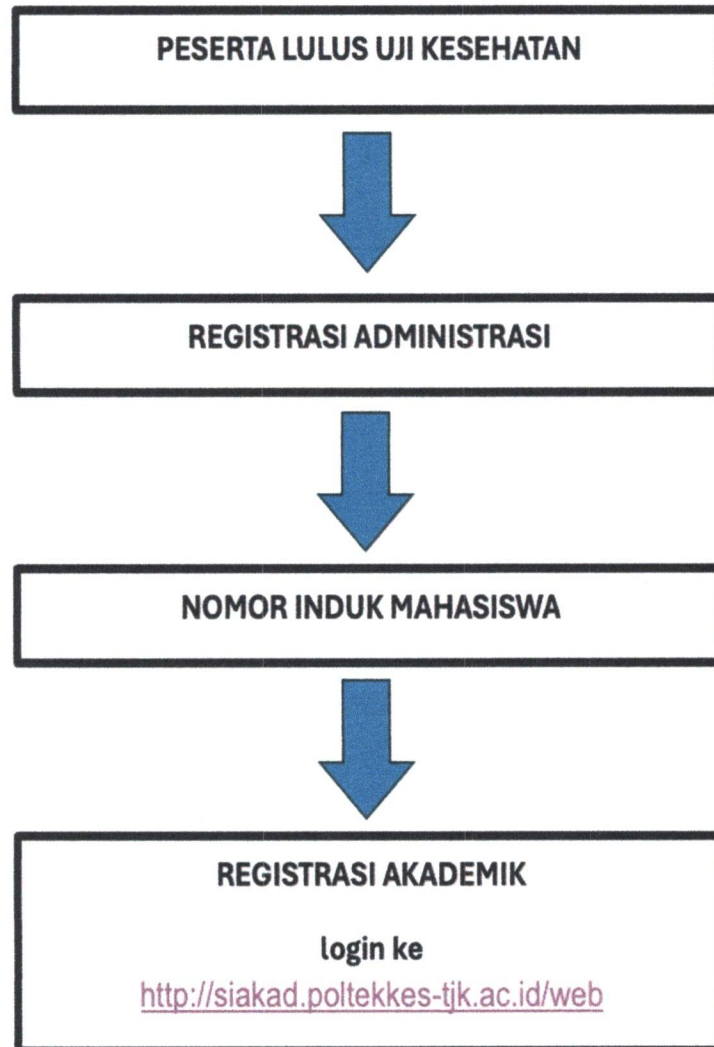 PESERTA LULUS UJI KESEHATAN
REGISTRASI ADMINISTRASI
NOMOR INDUK MAHASISWA
REGISTRASI AKADEMIK
login ke
http://siakad.poltekkes-tjk.ac.id/web